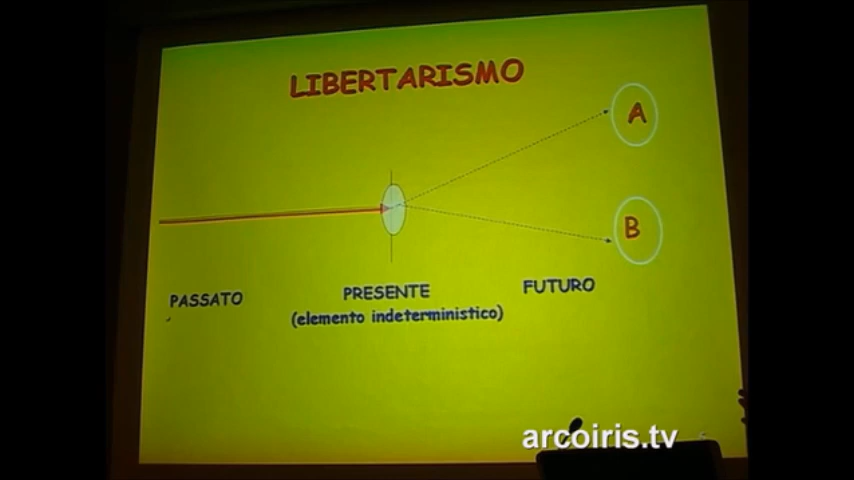 LIBERTARISMO
A
B
PASSATO
PRESENTE
FUTURO
(elemento indeterministico)
arcoiris.tv